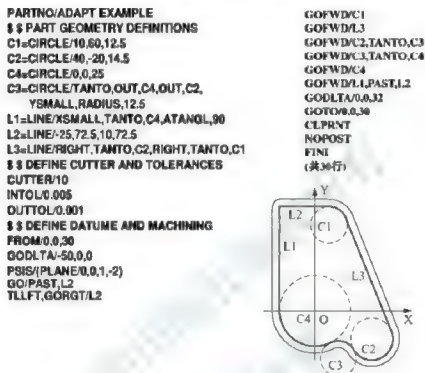 PARTNO/ADAPT EXAMPLE
$ $ PART GEOMETRY DEFINITIONS
C1=CIRCLE/10,60,12.5
C2=CIRCLE/40,-20,14.5
C4=CIRCLE/0,0,25
C3=CIRCLE/TANTO,OUT,C4,OUT,C2,
YSMALL,RADIUS,12.5
L1=LINE/XSMALL,TANTO,C4,ATANGL,90
L2=LINE/-25,72.5,10,72.5
L3=LINE/RIGHT,TANTO,C2,RIGHT,TANTO,C1
$ $ DEFINE CUTTER AND TOLERANCES
CUTTER/10
INTOL/0.005
OUTTOL/0.001
$ $ DEFINE DATUME AND MACHINING
FROM/0,0,30
GODLTA/-50,0,0
PSIS/(PLANE/0,0,1,-2)
GO/PAST,L2
TLLFT,GORGT/L2
GOFWD/C1
GOFWD/L3
GOFWD/C2,TANTO,C3
GOFWD/C3,TANTO,C4
GOFWD/C4
GOFWD/L1,PAST,L2
GODLTA/0,0,32
GOTO/0,0,30
CLPRNT
NOPOST
FINI
(共30行)
Y
L2
C1
L1
L3
C4
O
X
C2
C3